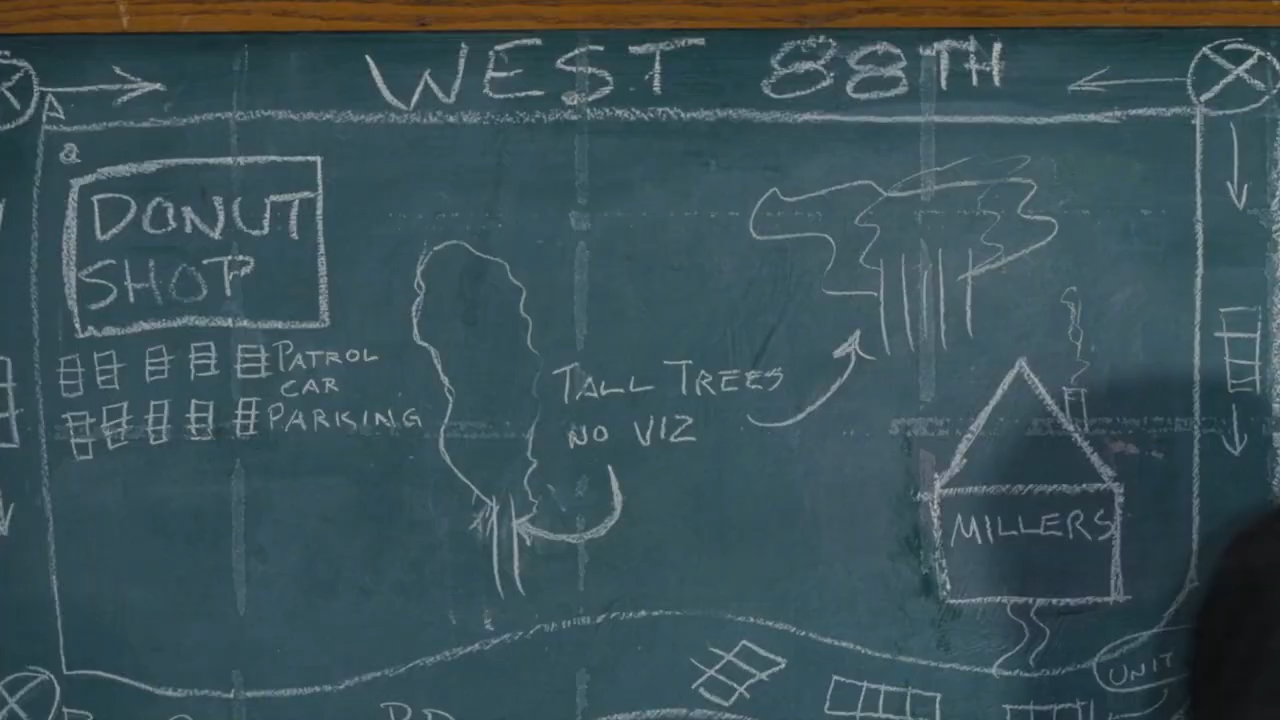 WEST 88TH
DONUT
SHOP
PATROL
CAR
PARKING
TALL TREES
NO VIZ
MILLERS
UNIT